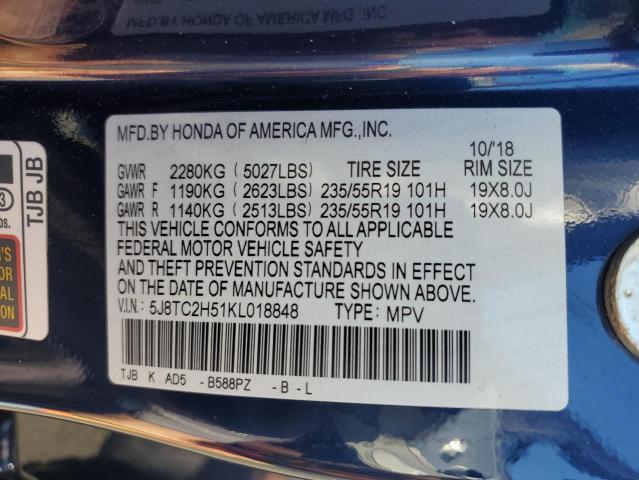 MFD.BY HONDA OF AMERICA MFG.,INC.
10/'18
GVWR 2280KG ( 5027LBS) TIRE SIZE RIM SIZE
GAWR F 1190KG ( 2623LBS) 235/55R19 101H 19X8.0J
GAWR R 1140KG ( 2513LBS) 235/55R19 101H 19X8.0J
THIS VEHICLE CONFORMS TO ALL APPLICABLE
FEDERAL MOTOR VEHICLE SAFETY
AND THEFT PREVENTION STANDARDS IN EFFECT
ON THE DATE OF MANUFACTURE SHOWN ABOVE.
V.I.N.: 5J8TC2H51KL018848 TYPE: MPV
TJB K AD5 - B588PZ - B - L
TJB JB
3